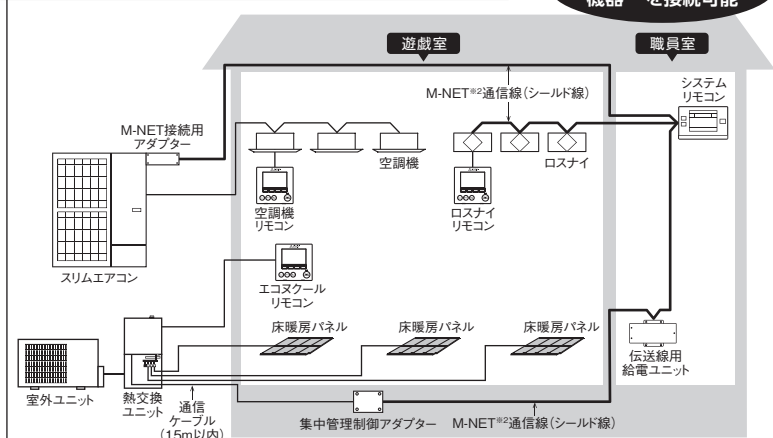 機器 を接続可能
遊戯室
職員室
システム
リモコン
M-NET※2通信線(シールド線)
M-NET接続用
アダプター
空調機
ロスナイ
空調機
リモコン
ロスナイ
リモコン
スリムエアコン
エコヌクール
リモコン
床暖房パネル
床暖房パネル
床暖房パネル
伝送線用
給電ユニット
室外ユニット
熱交換
ユニット
通信
ケーブル
(15m以内)
集中管理制御アダプター
M-NET※2通信線(シールド線)